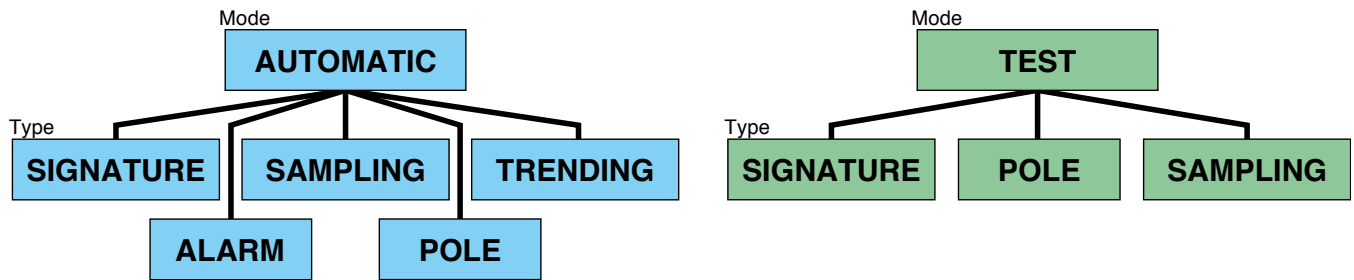 Mode
AUTOMATIC
Type
SIGNATURE
SAMPLING
TRENDING
ALARM
POLE
Mode
TEST
Type
SIGNATURE
POLE
SAMPLING